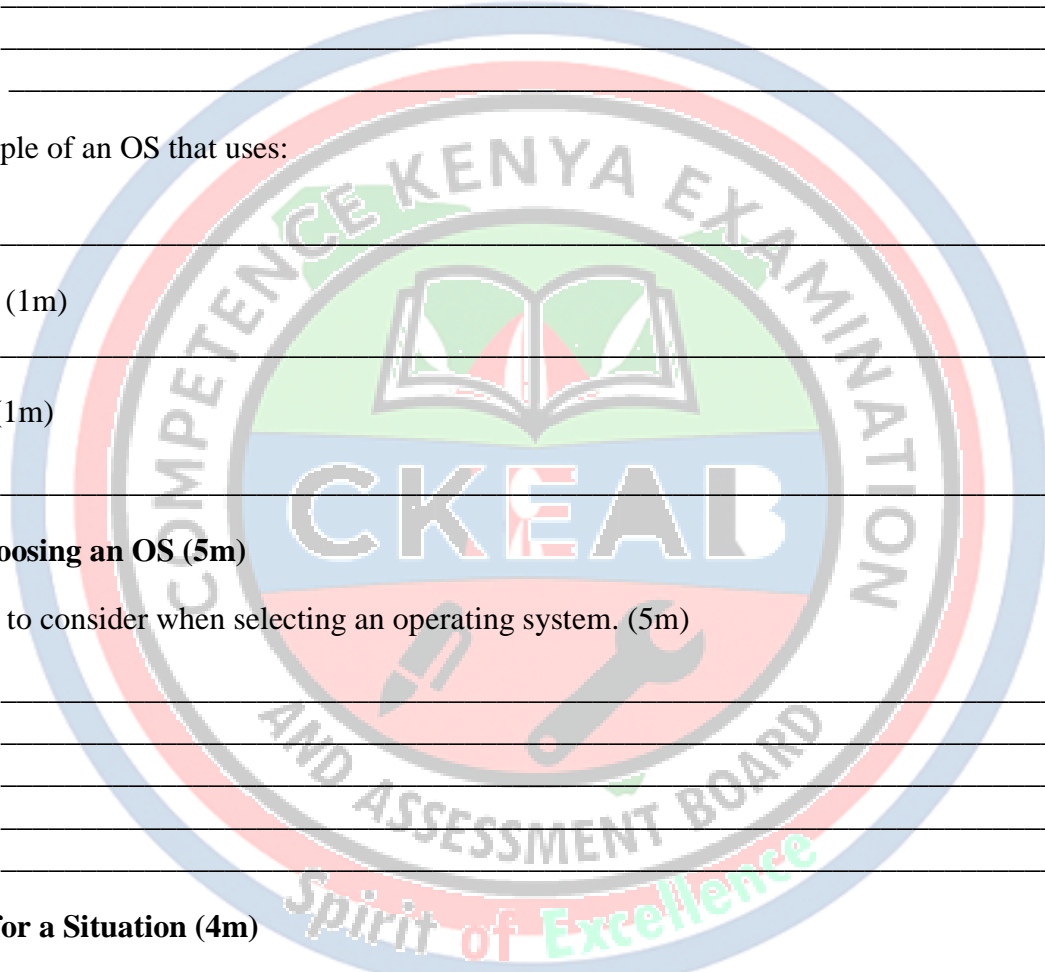 ple of an OS that uses:
COMPETENCE KENYA EXAMINATION
(1m)
(1m)
CKEAB
oosing an OS (5m)
to consider when selecting an operating system. (5m)
AND ASSESSMENT BOARD
Spirit of Excellence
for a Situation (4m)